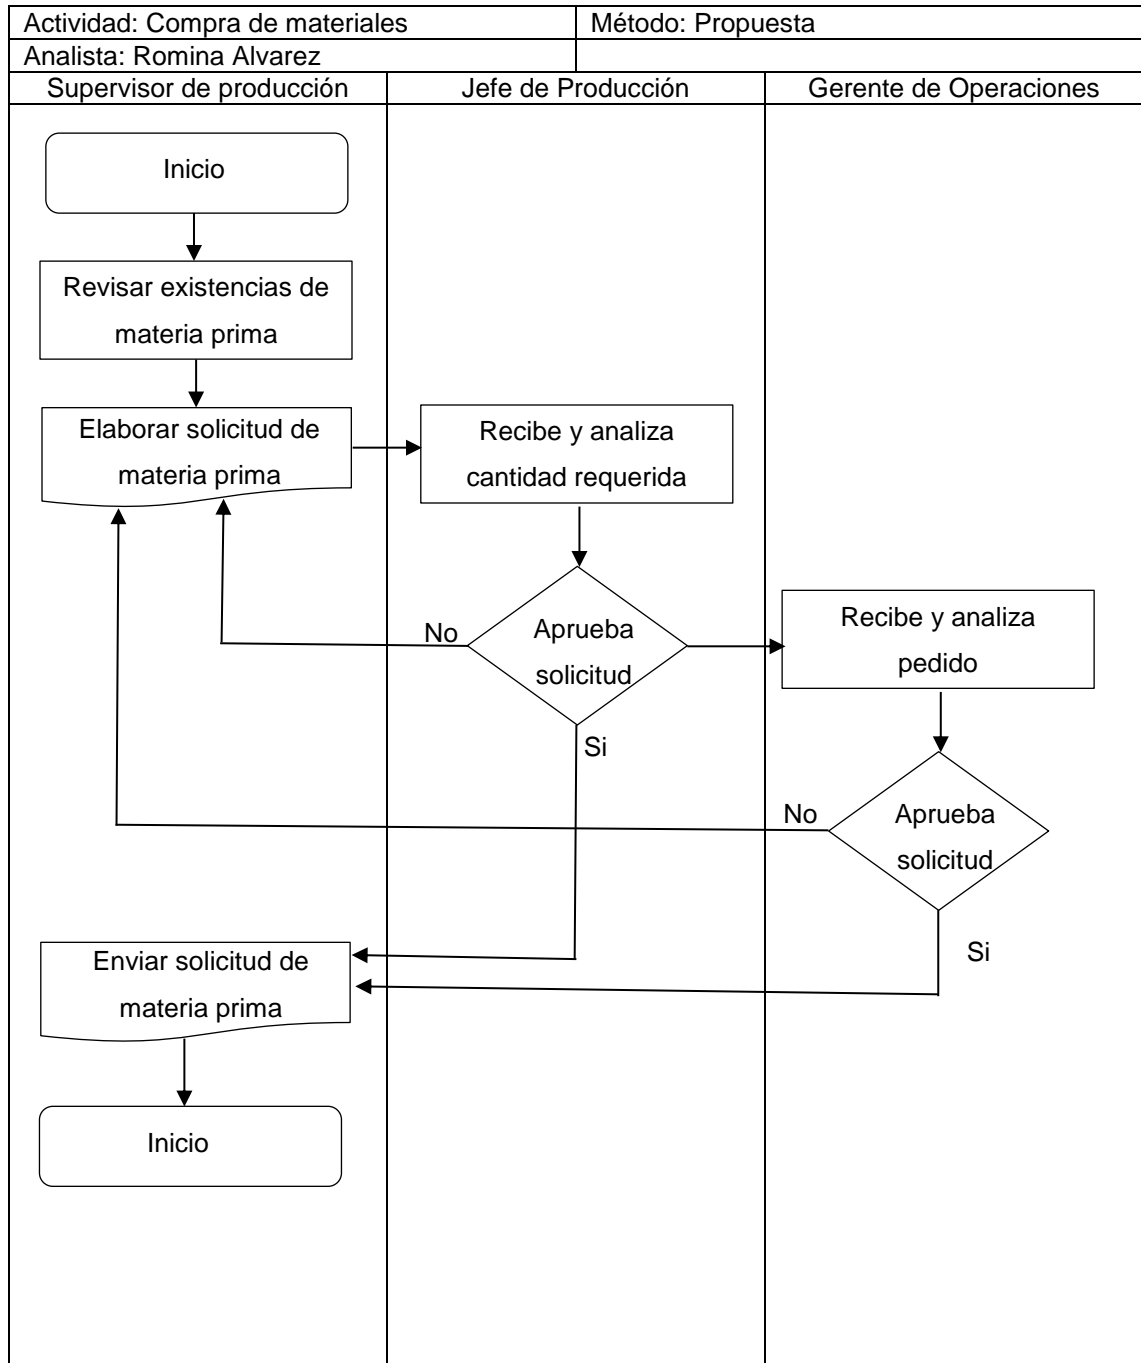 Actividad: Compra de materiales
Método: Propuesta
Analista: Romina Alvarez
Supervisor de producción
Jefe de Producción
Gerente de Operaciones
Inicio
Revisar existencias de
materia prima
Elaborar solicitud de
materia prima
Recibe y analiza
cantidad requerida
No
Aprueba
solicitud
Si
Recibe y analiza
pedido
No
Aprueba
solicitud
Si
Enviar solicitud de
materia prima
Inicio